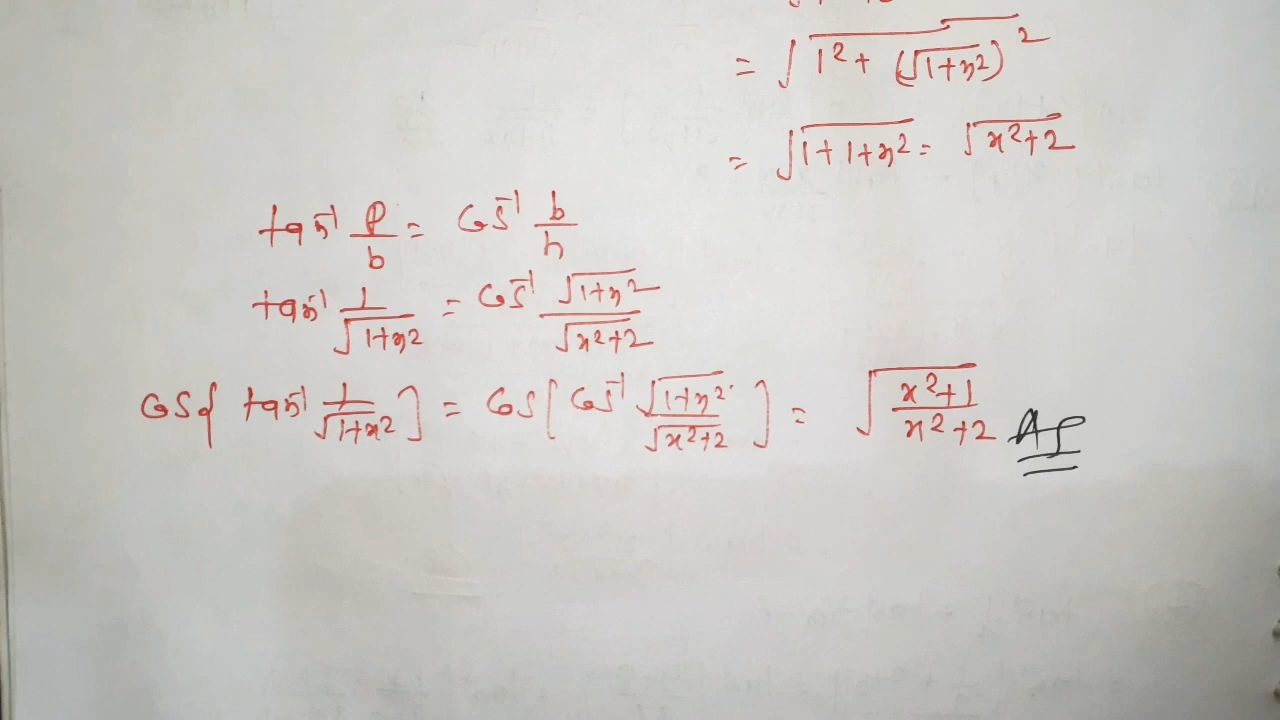 = √(1² + (√(1+x²))²)
= √(1+1+x²) = √(x²+2)
tan⁻¹ p/b = cos⁻¹ b/h
tan⁻¹ 1/√(1+x²) = cos⁻¹ √(1+x²)/√(x²+2)
cos{ tan⁻¹ 1/√(1+x²) ] = cos[ cos⁻¹ √(1+x²)/√(x²+2) ] = √((x²+1)/(x²+2))